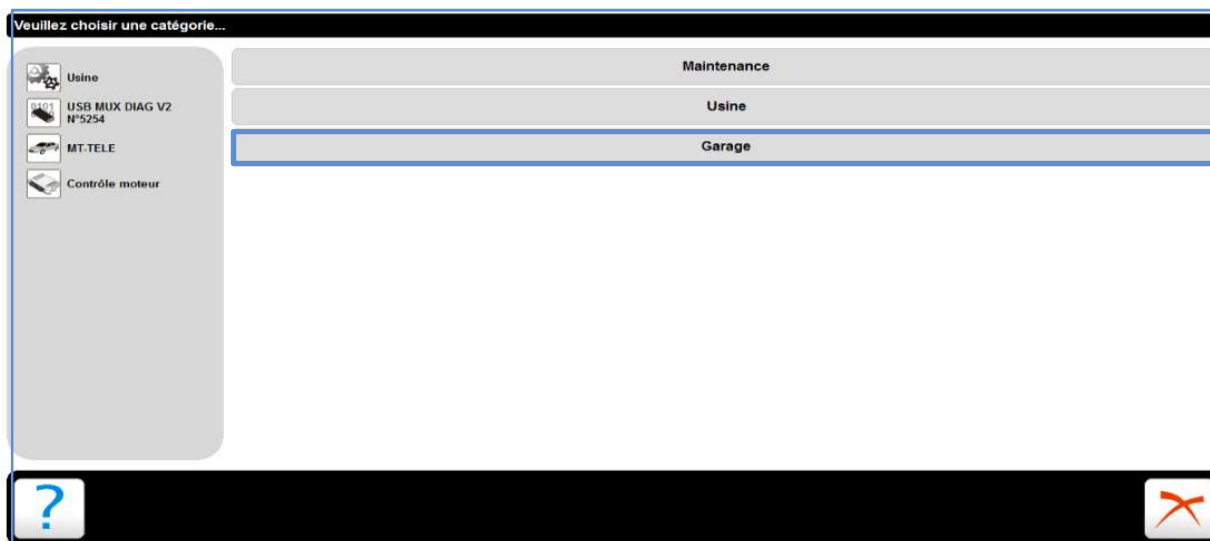 Veuillez choisir une catégorie...
Usine
USB MUX DIAG V2
N°5254
MT-TELE
Contrôle moteur
Maintenance
Usine
Garage
?